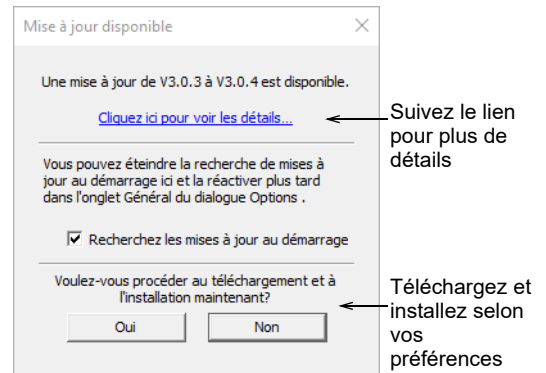 Mise à jour disponible
Une mise à jour de V3.0.3 à V3.0.4 est disponible.
Cliquez ici pour voir les détails...
Suivez le lien
pour plus de
détails
Vous pouvez éteindre la recherche de mises à
jour au démarrage ici et la réactiver plus tard
dans l'onglet Général du dialogue Options .
Recherchez les mises à jour au démarrage
Voulez-vous procéder au téléchargement et à
l'installation maintenant?
Oui
Non
Téléchargez et
installez selon
vos
préférences